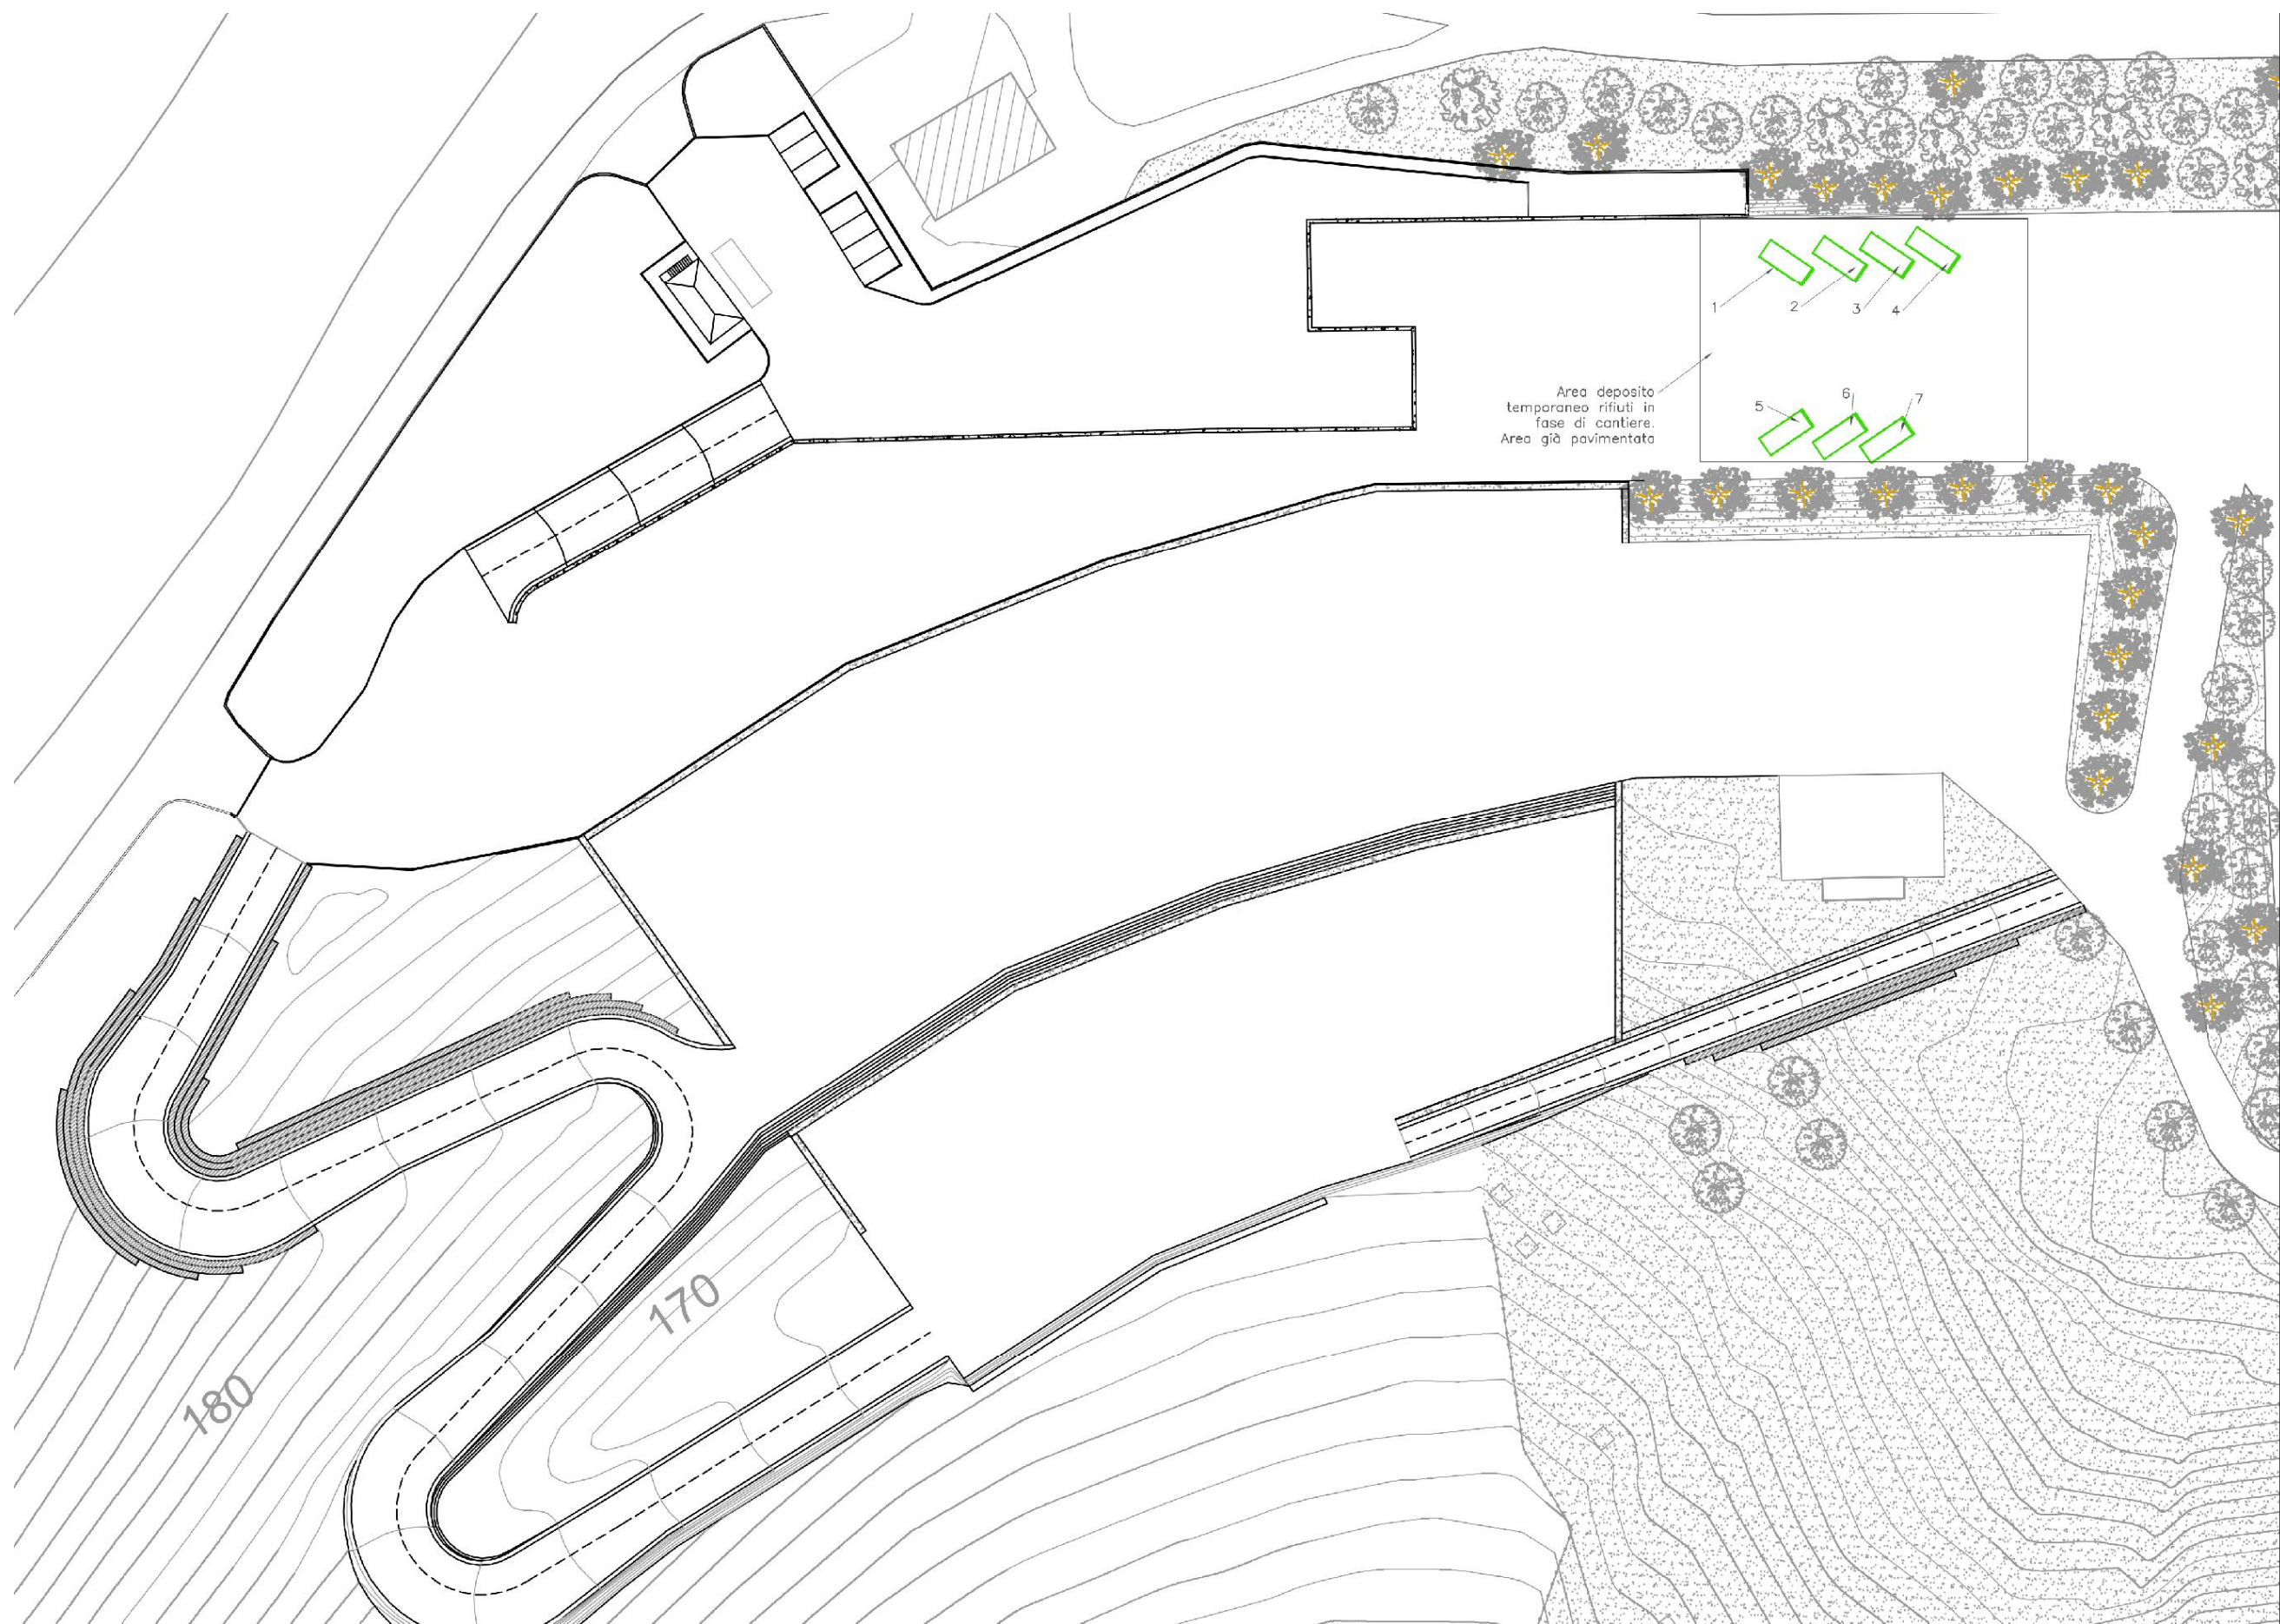 1
2
3
4
Area deposito
temporaneo rifiuti in
fase di cantiere.
Area già pavimentata
5
6
7
170
180